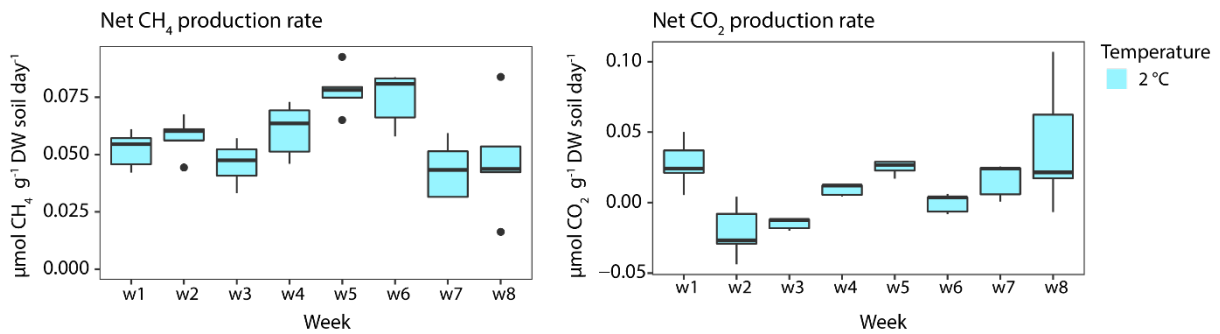 Net CH₄ production rate
µmol CH₄ g⁻¹ DW soil day⁻¹
0.075
0.050
0.025
0.000
w1 w2 w3 w4 w5 w6 w7 w8
Week
Net CO₂ production rate
µmol CO₂ g⁻¹ DW soil day⁻¹
0.10
0.05
0.00
−0.05
w1 w2 w3 w4 w5 w6 w7 w8
Week
Temperature
2 °C